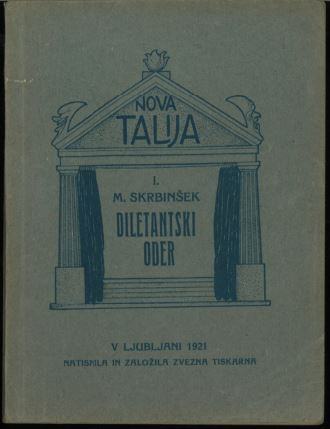 NOVA
TALIJA
I.
M. SKRBINŠEK
DILETANTSKI
ODER
V LJUBLJANI 1921
NATISNILA IN ZALOŽILA ZVEZNA TISKARNA